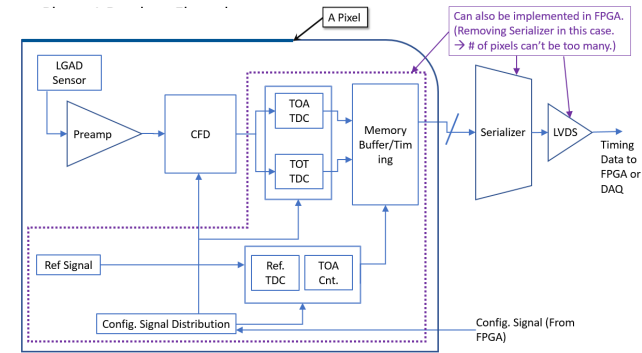 A Pixel
Can also be implemented in FPGA.
(Removing Serializer in this case.
→ # of pixels can't be too many.)
LGAD
Sensor
Preamp
CFD
TOA
TDC
TOT
TDC
Memory
Buffer/Tim
ing
Serializer
LVDS
Timing
Data to
FPGA or
DAQ
Ref Signal
Ref.
TDC
TOA
Cnt.
Config. Signal Distribution
Config. Signal (From
FPGA)